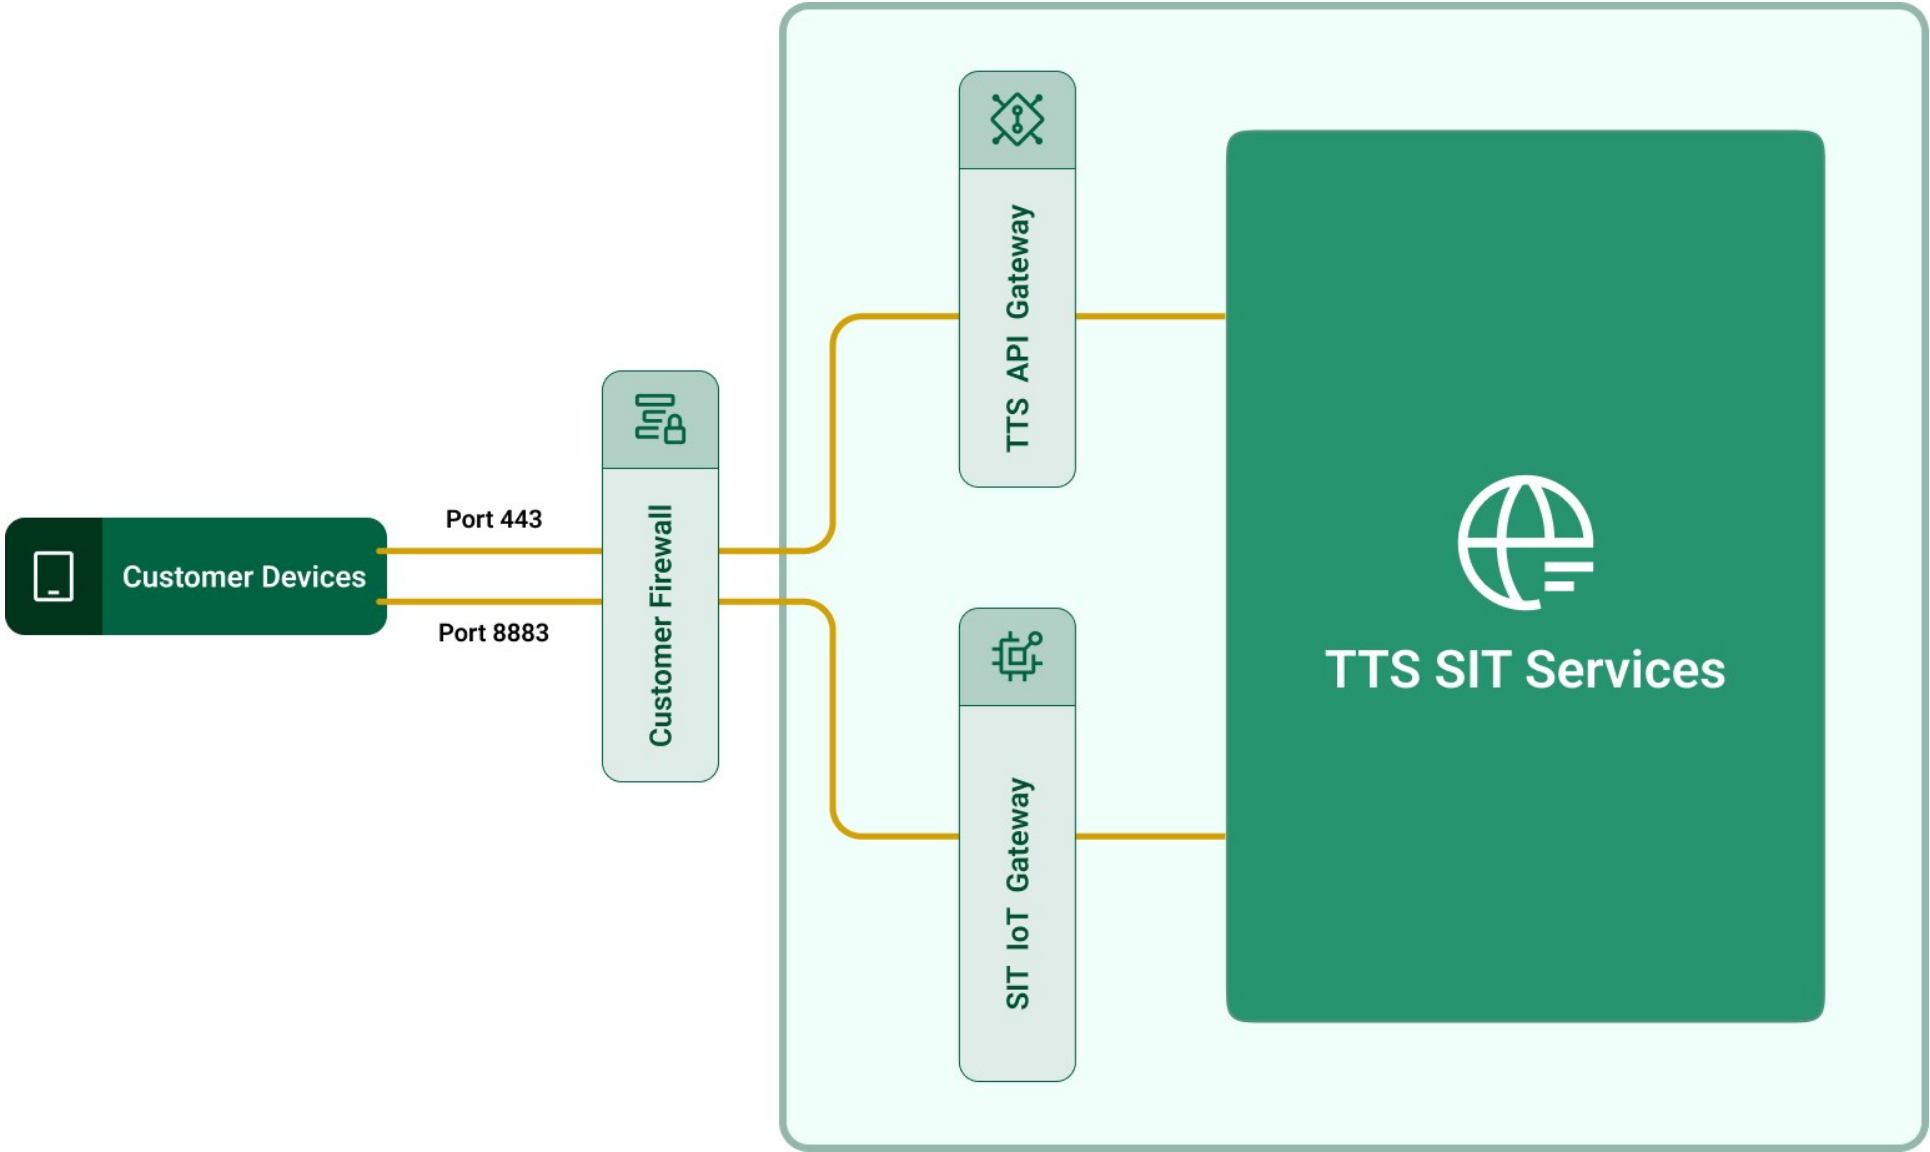 Customer Devices
Port 443
Port 8883
Customer Firewall
TTS API Gateway
SIT IoT Gateway
TTS SIT Services